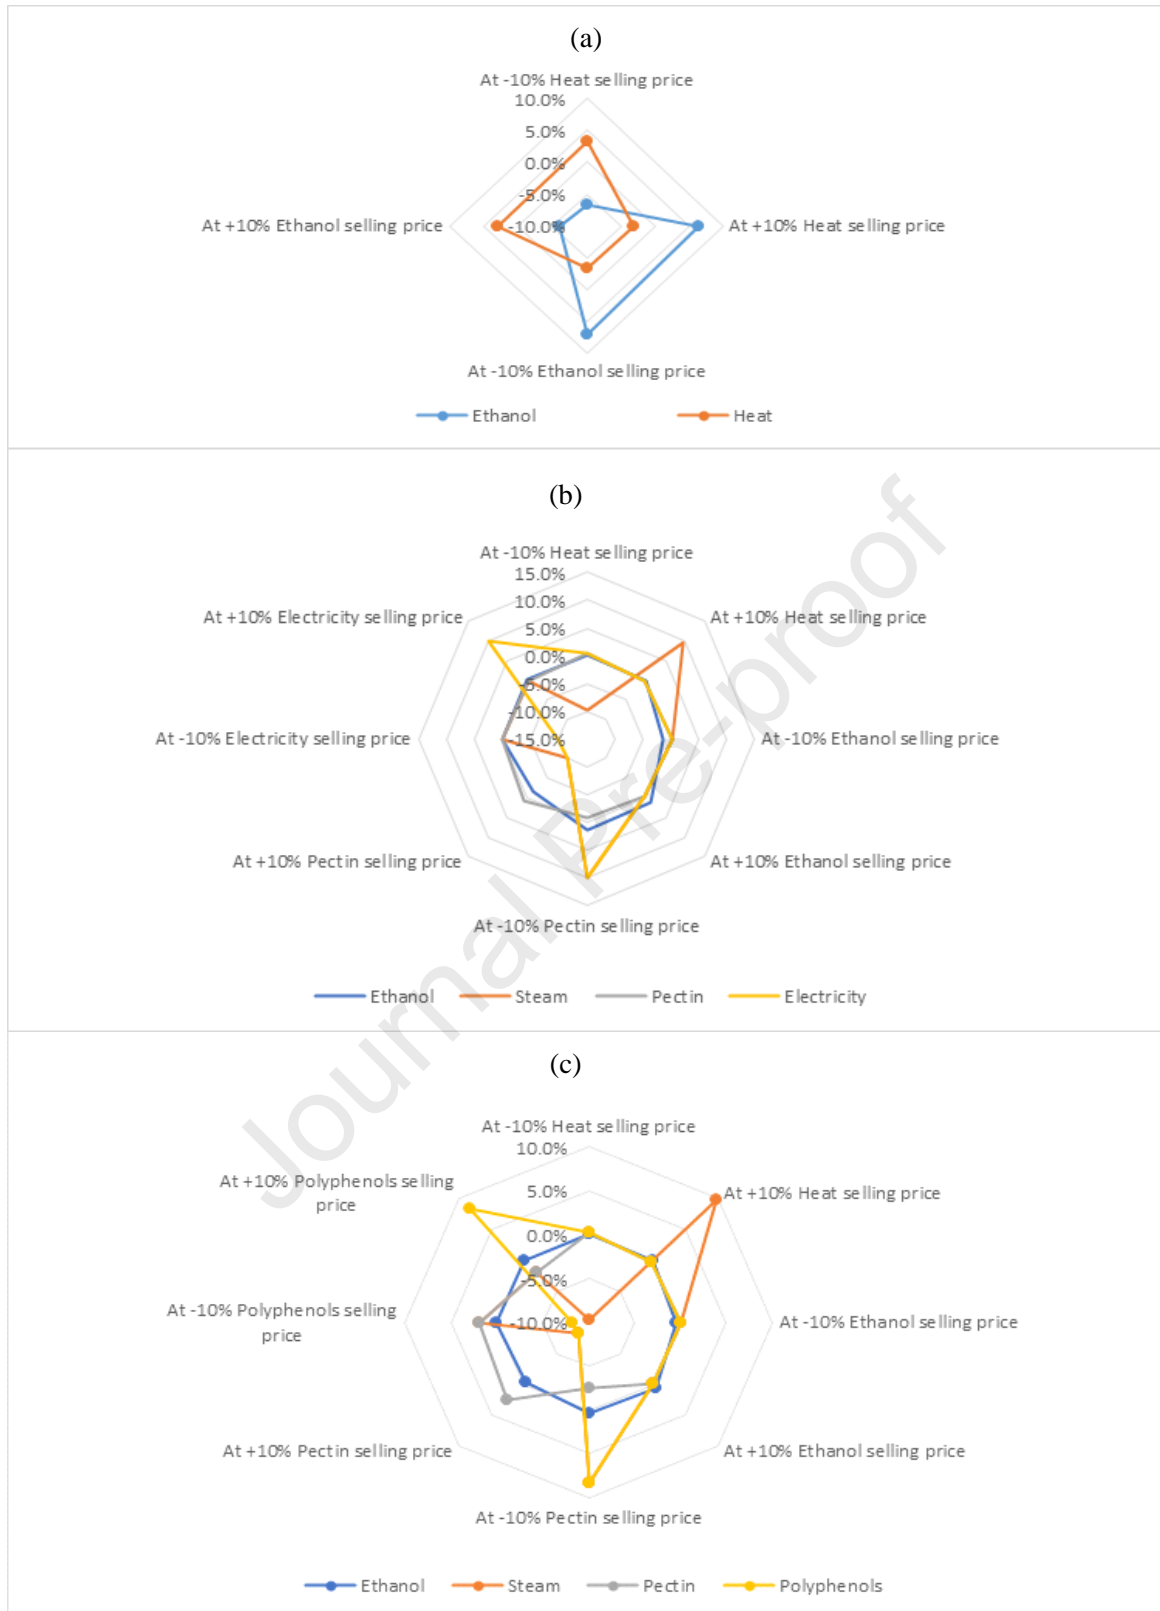 (a)
At -10% Heat selling price
10.0%
5.0%
0.0%
-5.0%
-10.0%
At +10% Ethanol selling price
At +10% Heat selling price
At -10% Ethanol selling price
Ethanol
Heat
(b)
At -10% Heat selling price
15.0%
10.0%
5.0%
0.0%
-5.0%
-10.0%
-15.0%
At +10% Electricity selling price
At +10% Heat selling price
At -10% Electricity selling price
At -10% Ethanol selling price
At +10% Pectin selling price
At +10% Ethanol selling price
At -10% Pectin selling price
Ethanol
Steam
Pectin
Electricity
Journal Pre-proof
(c)
At -10% Heat selling price
10.0%
5.0%
0.0%
-5.0%
-10.0%
At +10% Polyphenols selling
price
At +10% Heat selling price
At -10% Polyphenols selling
price
At -10% Ethanol selling price
At +10% Pectin selling price
At +10% Ethanol selling price
At -10% Pectin selling price
Ethanol
Steam
Pectin
Polyphenols